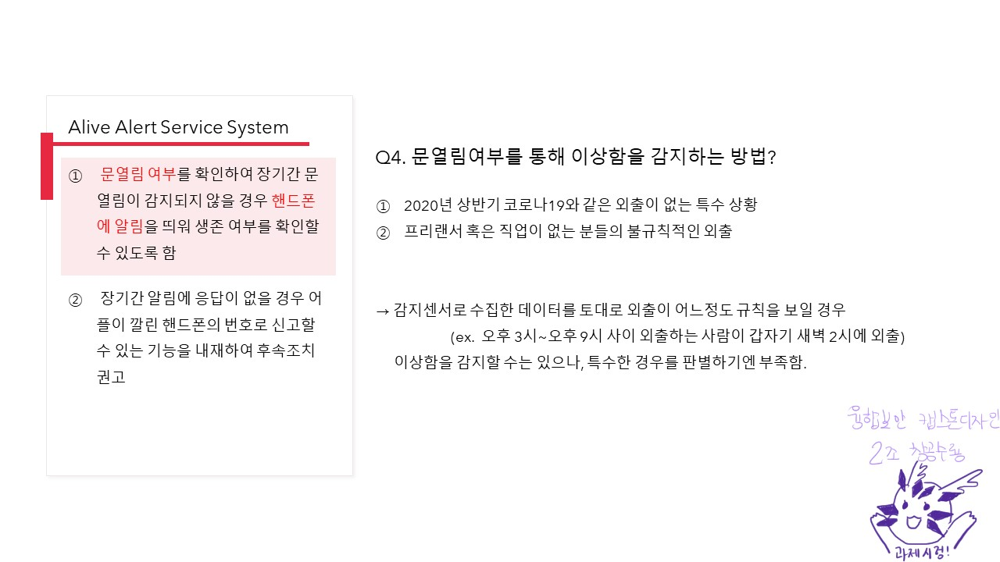 Alive Alert Service System
① 문열림 여부를 확인하여 장기간 문
열림이 감지되지 않을 경우 핸드폰
에 알림을 띄워 생존 여부를 확인할
수 있도록 함
② 장기간 알림에 응답이 없을 경우 어
플이 깔린 핸드폰의 번호로 신고할
수 있는 기능을 내재하여 후속조치
권고
Q4. 문열림여부를 통해 이상함을 감지하는 방법?
① 2020년 상반기 코로나19와 같은 외출이 없는 특수 상황
② 프리랜서 혹은 직업이 없는 분들의 불규칙적인 외출
→ 감지센서로 수집한 데이터를 토대로 외출이 어느정도 규칙을 보일 경우
(ex. 오후 3시~오후 9시 사이 외출하는 사람이 갑자기 새벽 2시에 외출)
이상함을 감지할 수는 있으나, 특수한 경우를 판별하기엔 부족함.
융합보안 캡스톤디자인
2조 창공수룡
과제시렁!